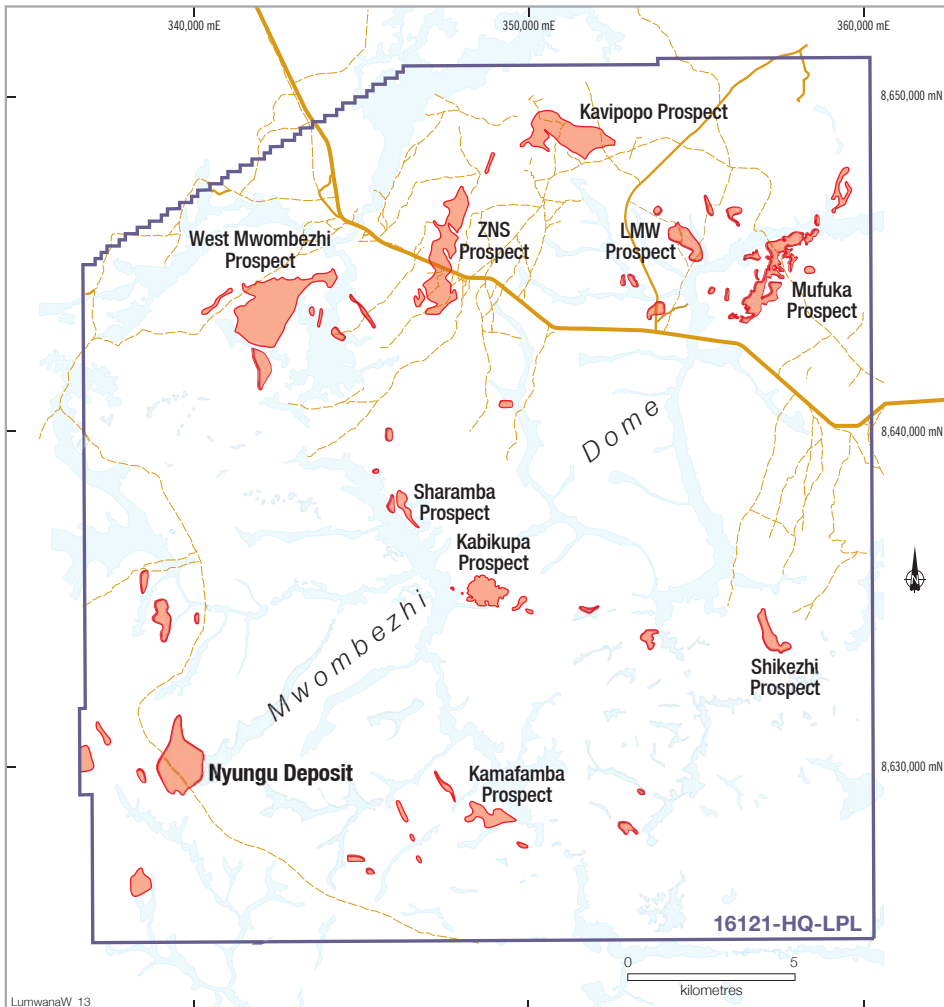 340,000 mE
350,000 mE
360,000 mE
8,650,000 mN
Kavipopo Prospect
ZNS
Prospect
LMW
Prospect
West Mwombezhi
Prospect
Mufuka
Prospect
Dome
8,640,000 mN
Sharamba
Prospect
Kabikupa
Prospect
N
Mwombezhi
Shikezhi
Prospect
Nyungu Deposit
Kamafamba
Prospect
8,630,000 mN
16121-HQ-LPL
0 5
kilometres
LumwanaW_13